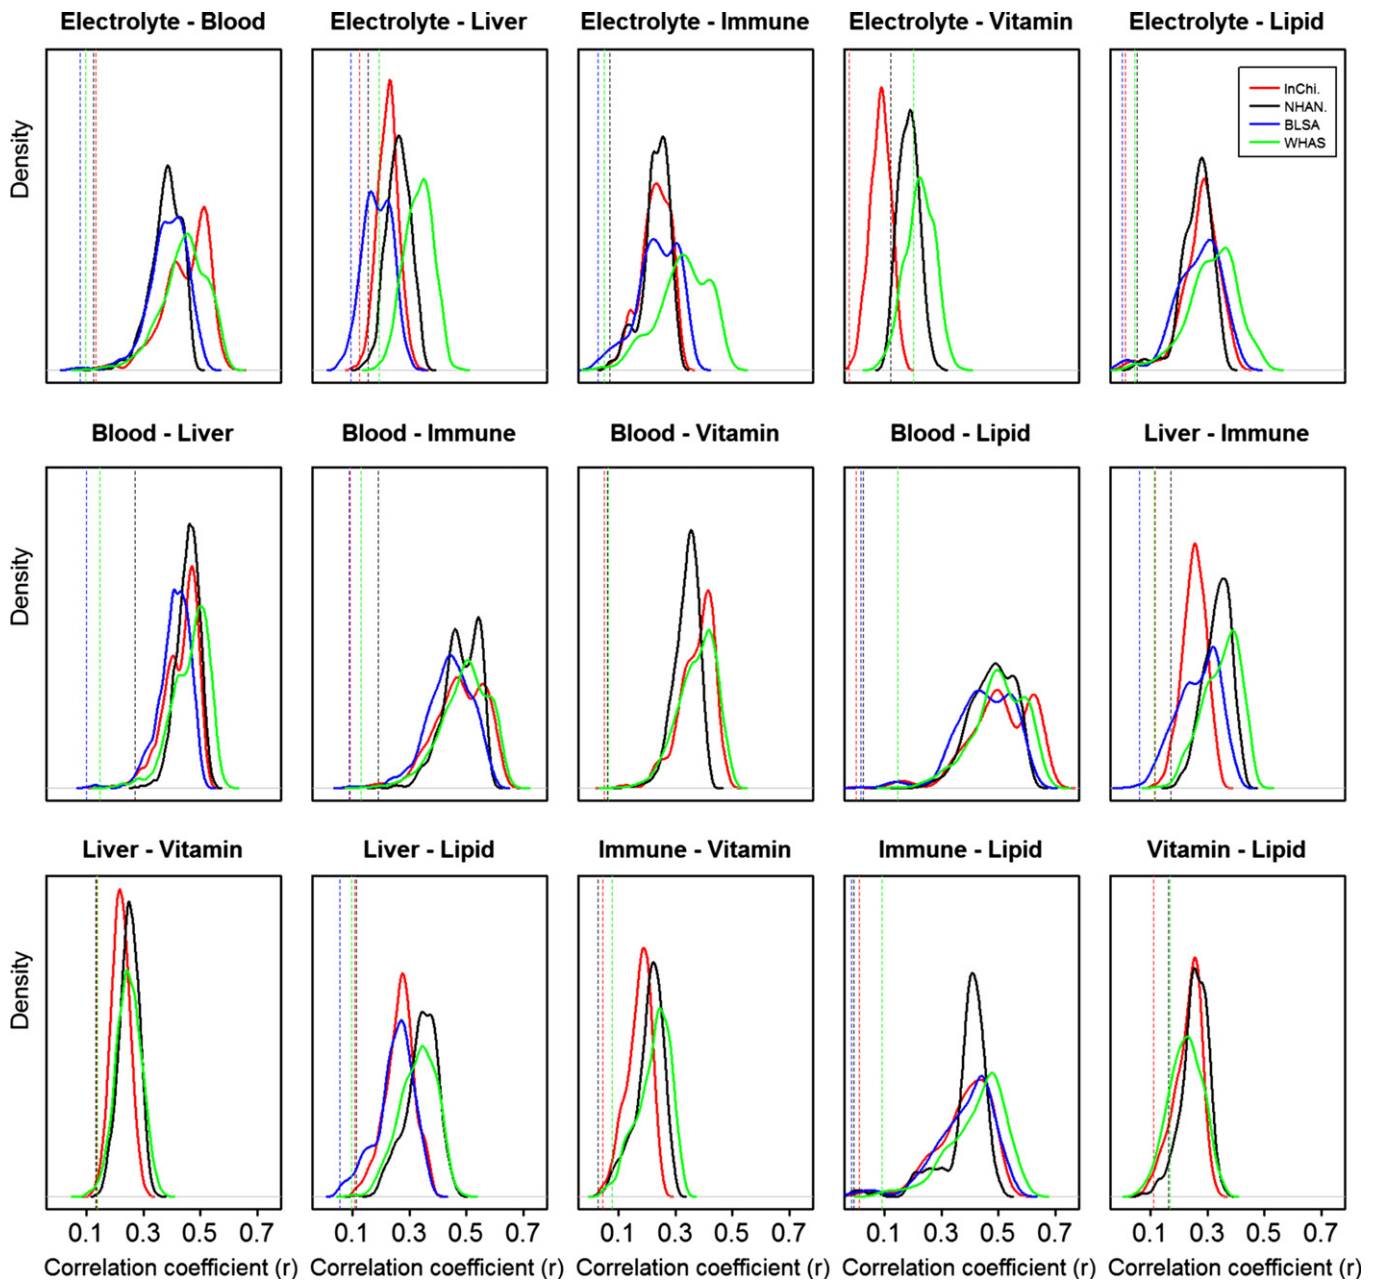 Electrolyte - Blood
Electrolyte - Liver
Electrolyte - Immune
Electrolyte - Vitamin
Electrolyte - Lipid
Density
InChi.
NHAN.
BLSA
WHAS
Blood - Liver
Blood - Immune
Blood - Vitamin
Blood - Lipid
Liver - Immune
Density
Liver - Vitamin
Liver - Lipid
Immune - Vitamin
Immune - Lipid
Vitamin - Lipid
Density
0.1 0.3 0.5 0.7
0.1 0.3 0.5 0.7
0.1 0.3 0.5 0.7
0.1 0.3 0.5 0.7
0.1 0.3 0.5 0.7
Correlation coefficient (r)
Correlation coefficient (r)
Correlation coefficient (r)
Correlation coefficient (r)
Correlation coefficient (r)